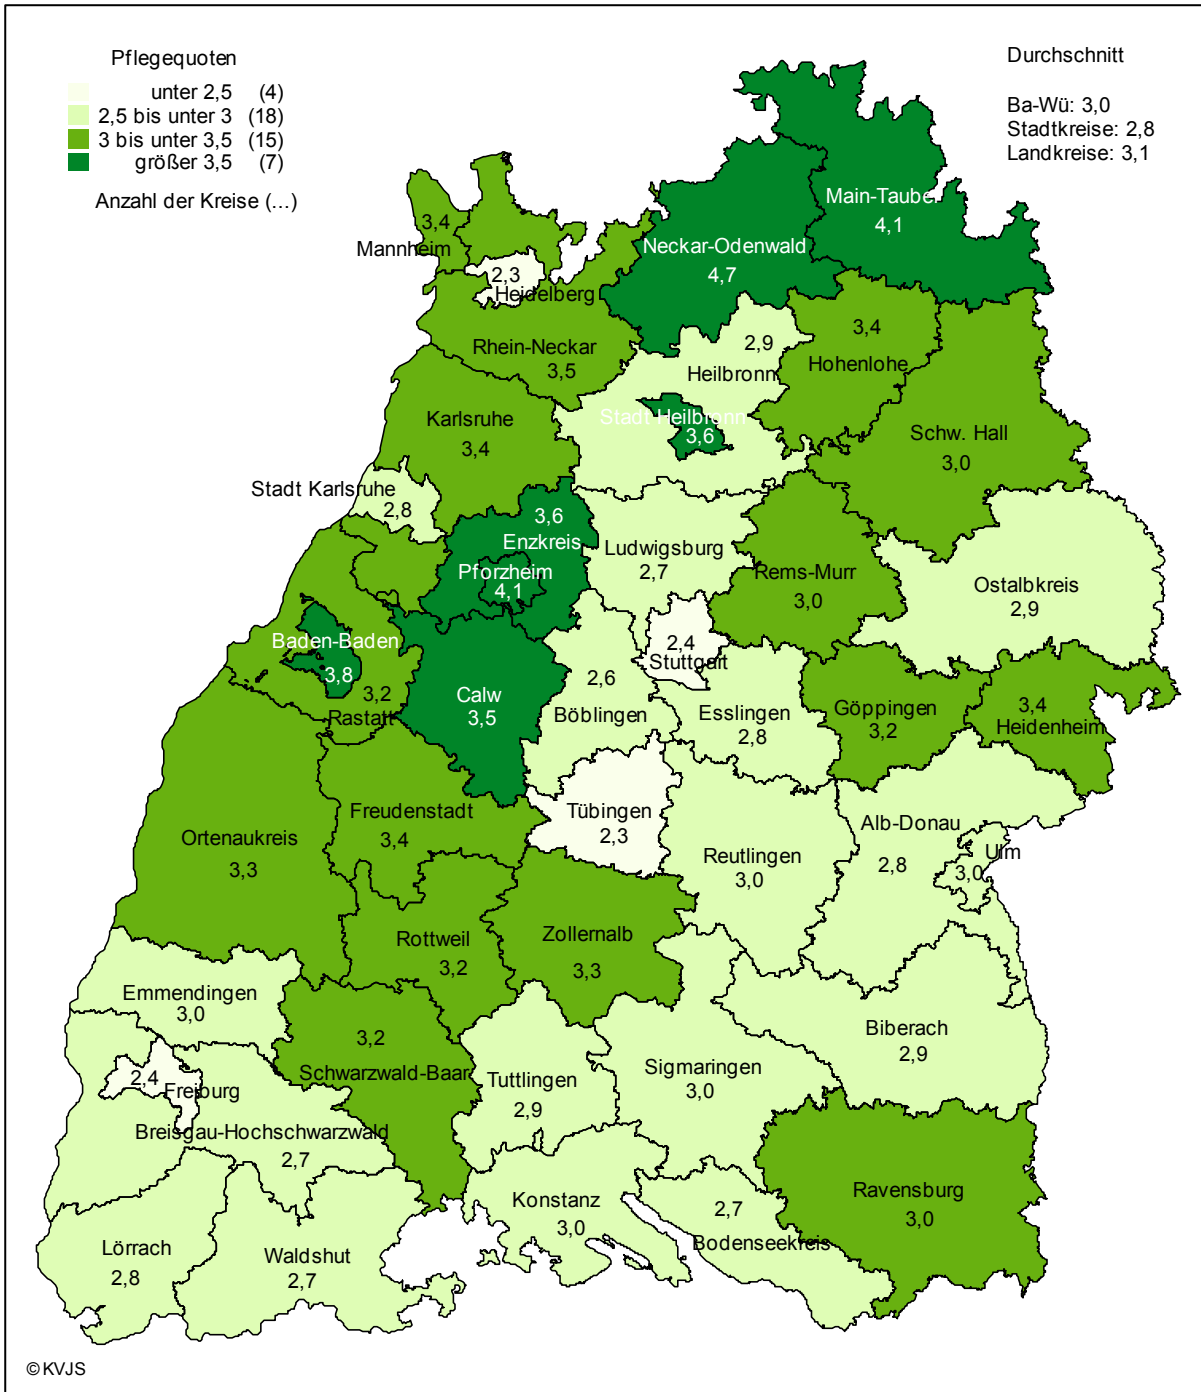 Pflegequoten
unter 2,5 (4)
2,5 bis unter 3 (18)
3 bis unter 3,5 (15)
größer 3,5 (7)
Anzahl der Kreise (...)
Durchschnitt
Ba-Wü: 3,0
Stadtkreise: 2,8
Landkreise: 3,1
Main-Tauber
4,1
3,4
Mannheim
Neckar-Odenwald
4,7
2,3
Heidelberg
Rhein-Neckar
3,5
2,9
Heilbronn
3,4
Hohenlohe
Stadt Heilbronn
3,6
Karlsruhe
3,4
Schw. Hall
3,0
Stadt Karlsruhe
2,8
3,6
Enzkreis
Pforzheim
4,1
Ludwigsburg
2,7
Rems-Murr
3,0
Ostalbkreis
2,9
Baden-Baden
3,8
3,2
Rastatt
Calw
3,5
2,6
Böblingen
2,4
Stuttgart
Esslingen
2,8
Göppingen
3,2
3,4
Heidenheim
Ortenaukreis
3,3
Freudenstadt
3,4
Tübingen
2,3
Reutlingen
3,0
Alb-Donau
2,8
Ulm
3,0
Rottweil
3,2
Zollernalb
3,3
Emmendingen
3,0
3,2
Schwarzwald-Baar
Tuttlingen
2,9
Sigmaringen
3,0
Biberach
2,9
2,4
Freiburg
Breisgau-Hochschwarzwald
2,7
Konstanz
3,0
2,7
Bodenseekreis
Ravensburg
3,0
Lörrach
2,8
Waldshut
2,7
© KVJS